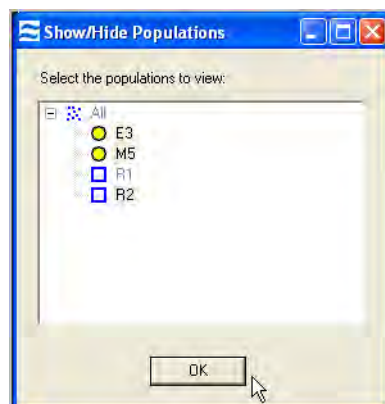 Show/Hide Populations
Select the populations to view:
All
E3
M5
R1
R2
OK